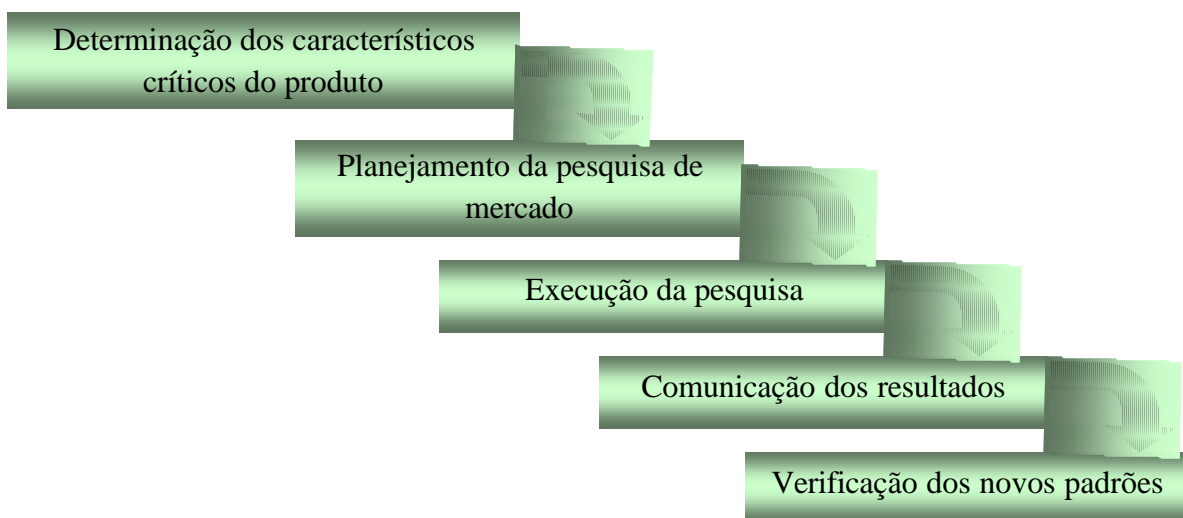 Determinação dos característicos
críticos do produto
Planejamento da pesquisa de
mercado
Execução da pesquisa
Comunicação dos resultados
Verificação dos novos padrões